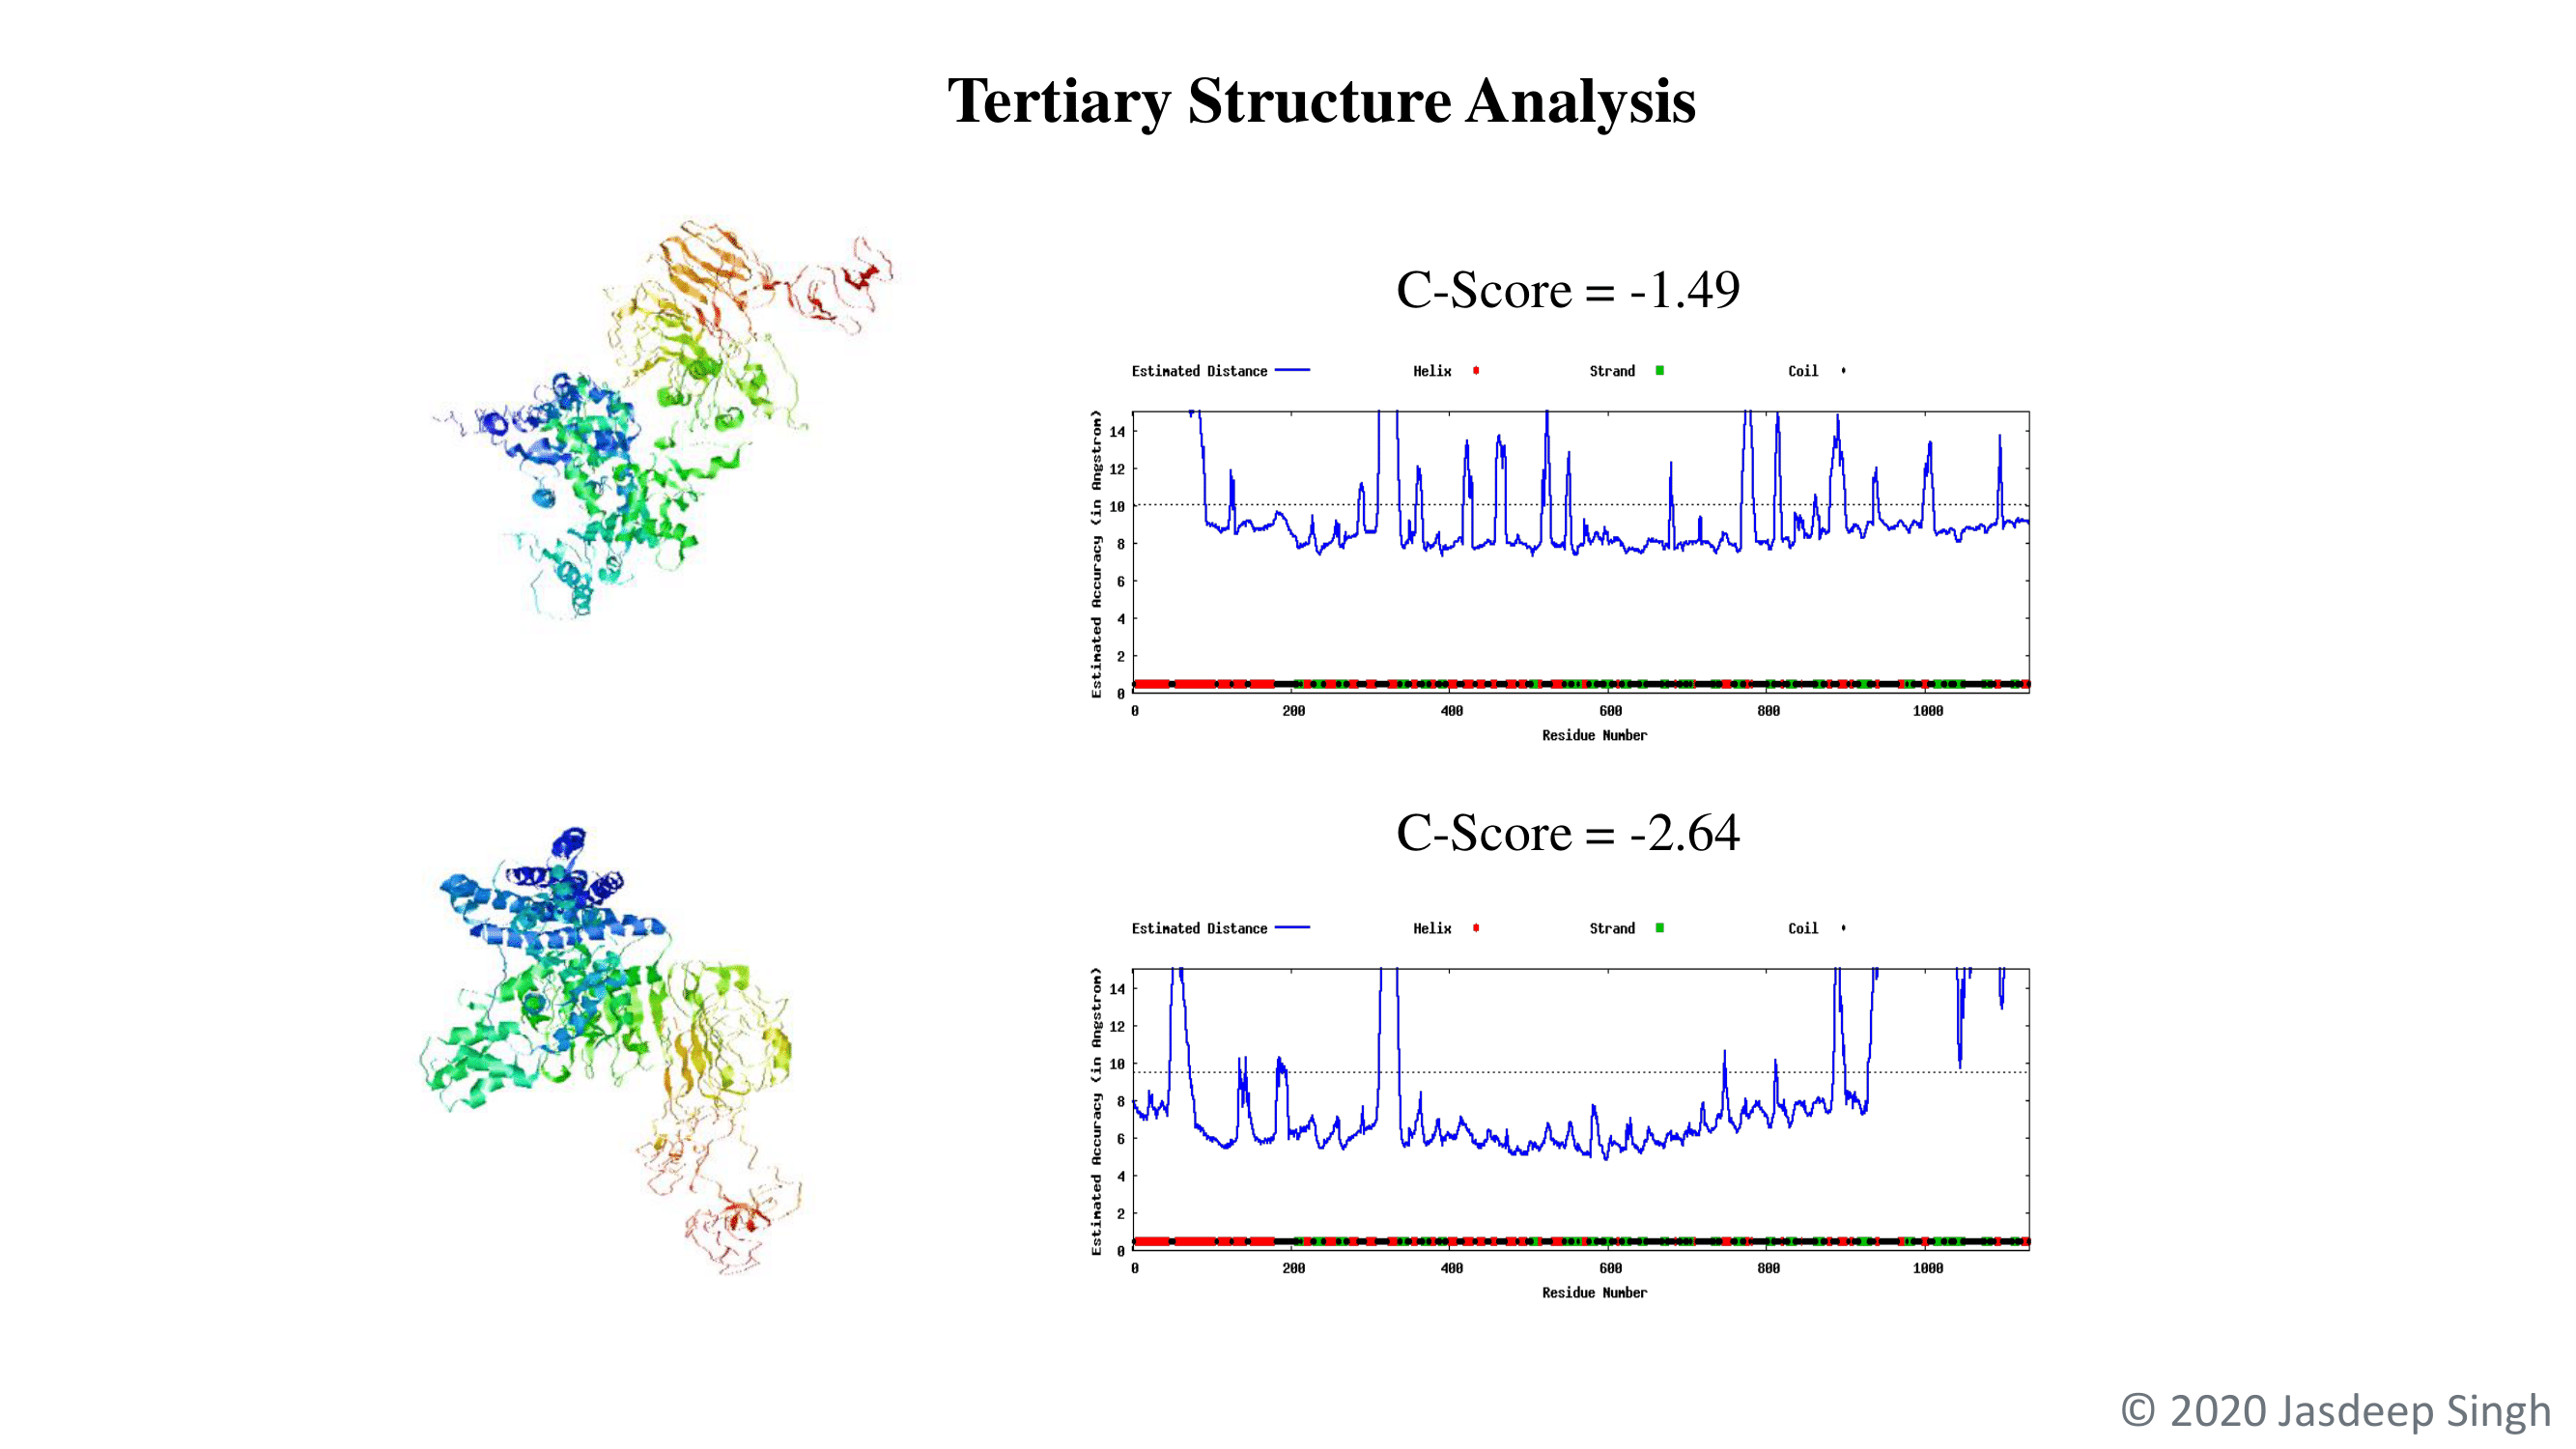 Tertiary Structure Analysis
C-Score = -1.49
Estimated Distance Helix Strand Coil
Estimated Accuracy (in Angstrom)
14
12
10
8
6
4
2
0
0 200 400 600 800 1000
Residue Number
C-Score = -2.64
Estimated Distance Helix Strand Coil
Estimated Accuracy (in Angstrom)
14
12
10
8
6
4
2
0
0 200 400 600 800 1000
Residue Number
© 2020 Jasdeep Singh